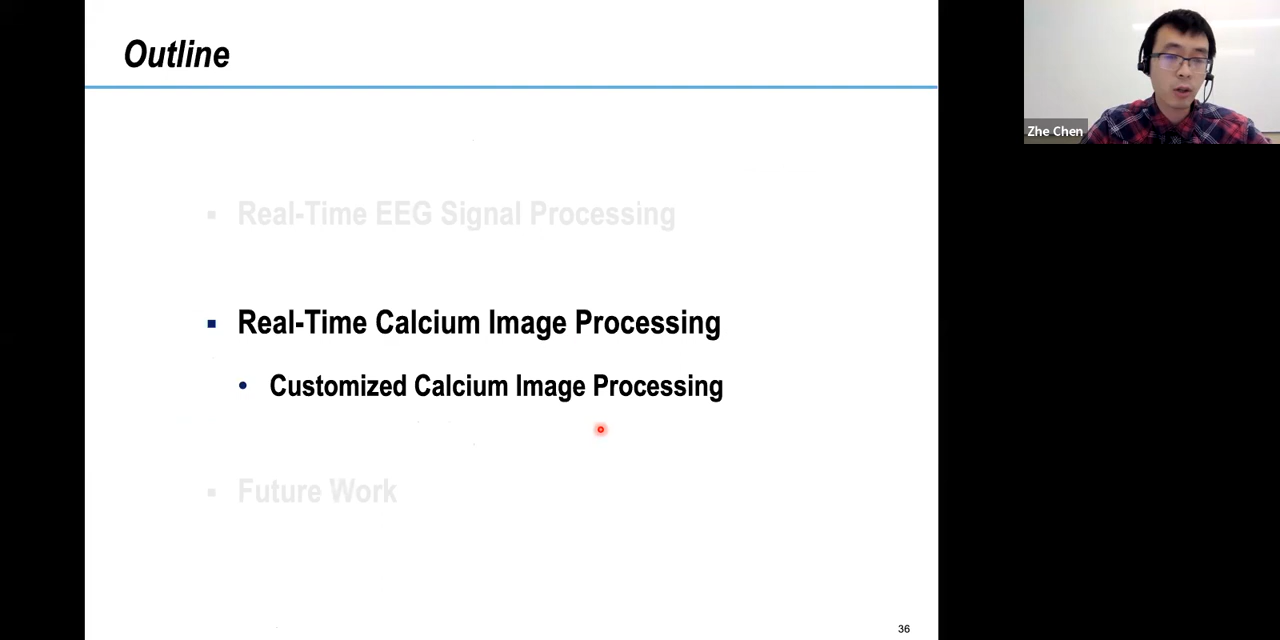 Outline
Zhe Chen
Real-Time EEG Signal Processing
Real-Time Calcium Image Processing
Customized Calcium Image Processing
Future Work
36